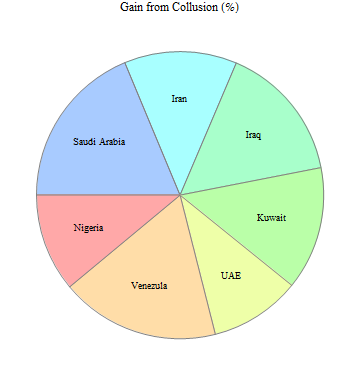 Gain from Collusion (%)
Iran
Saudi Arabia
Iraq
Kuwait
Nigeria
UAE
Venezula